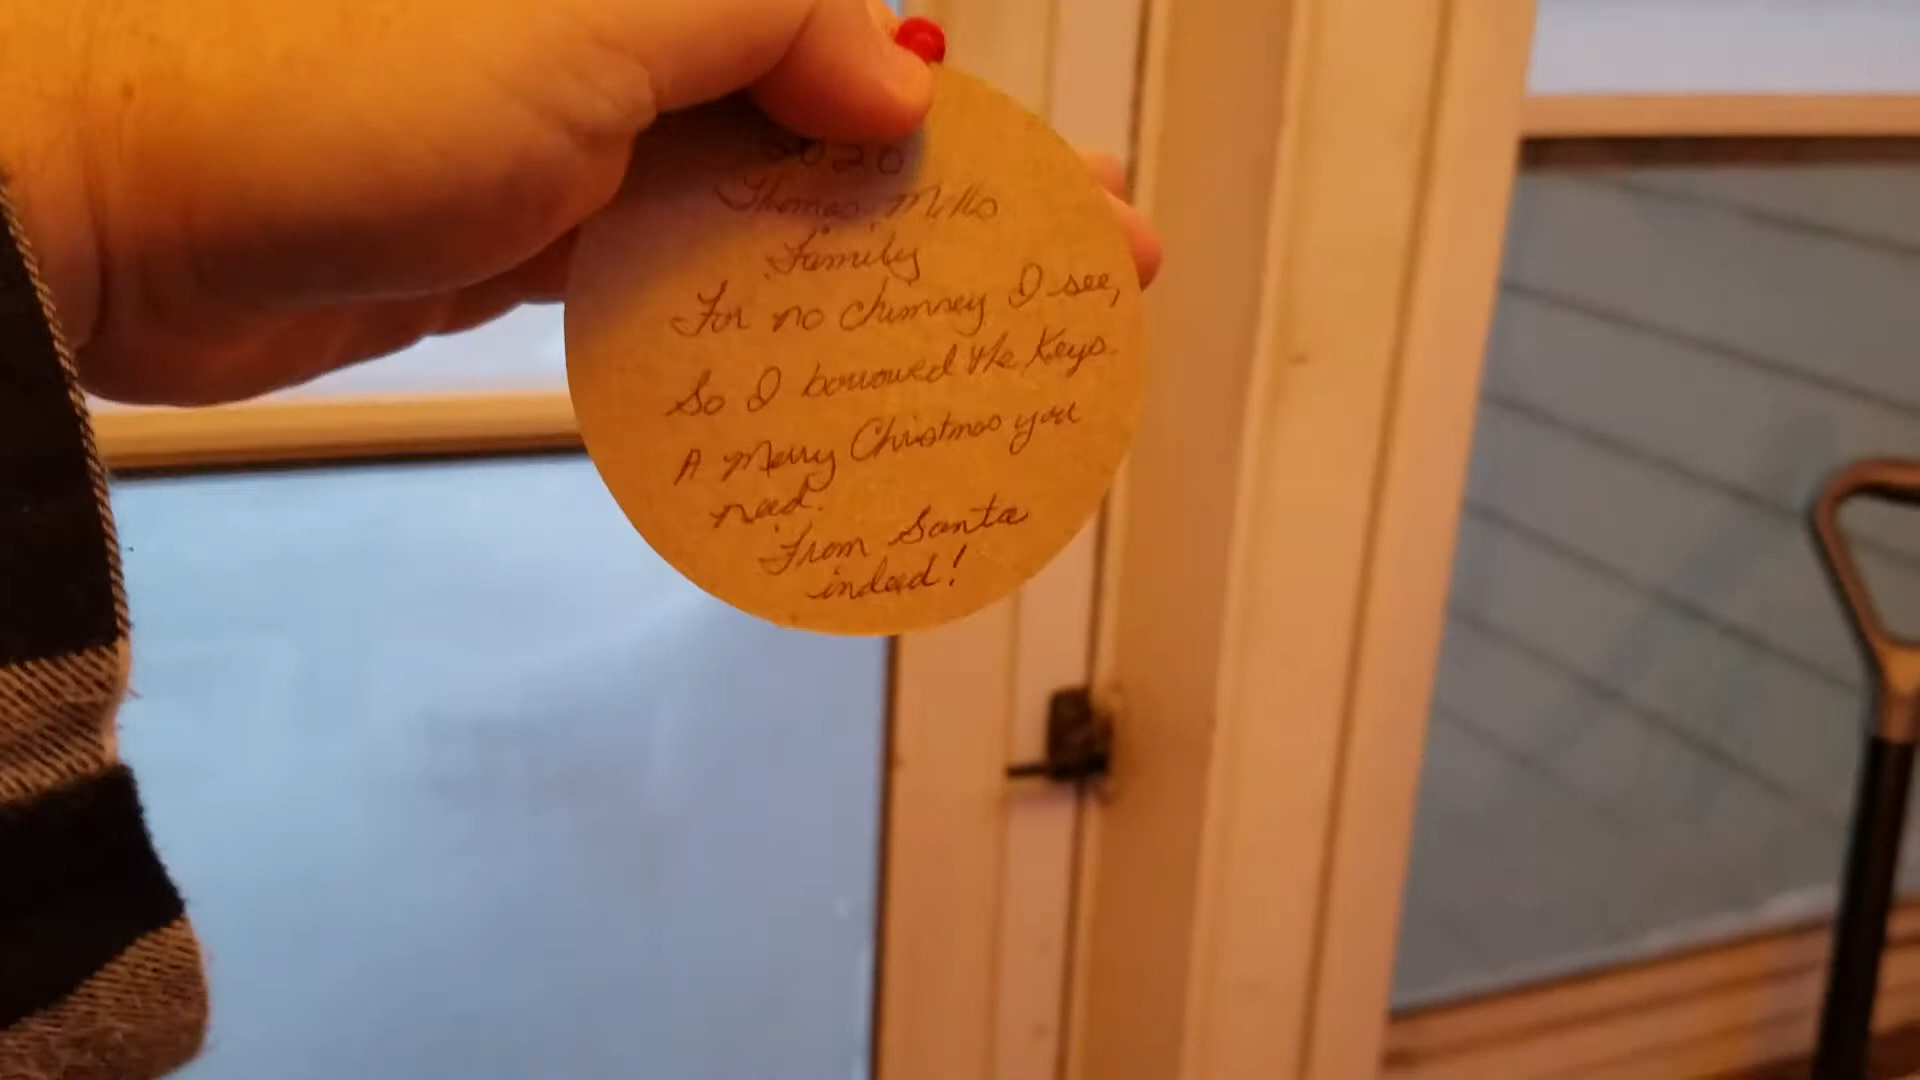 2020
Thomas Mills
Family
For no chimney I see,
So I borrowed the Keys.
A Merry Christmas you
need.
From Santa
indeed!